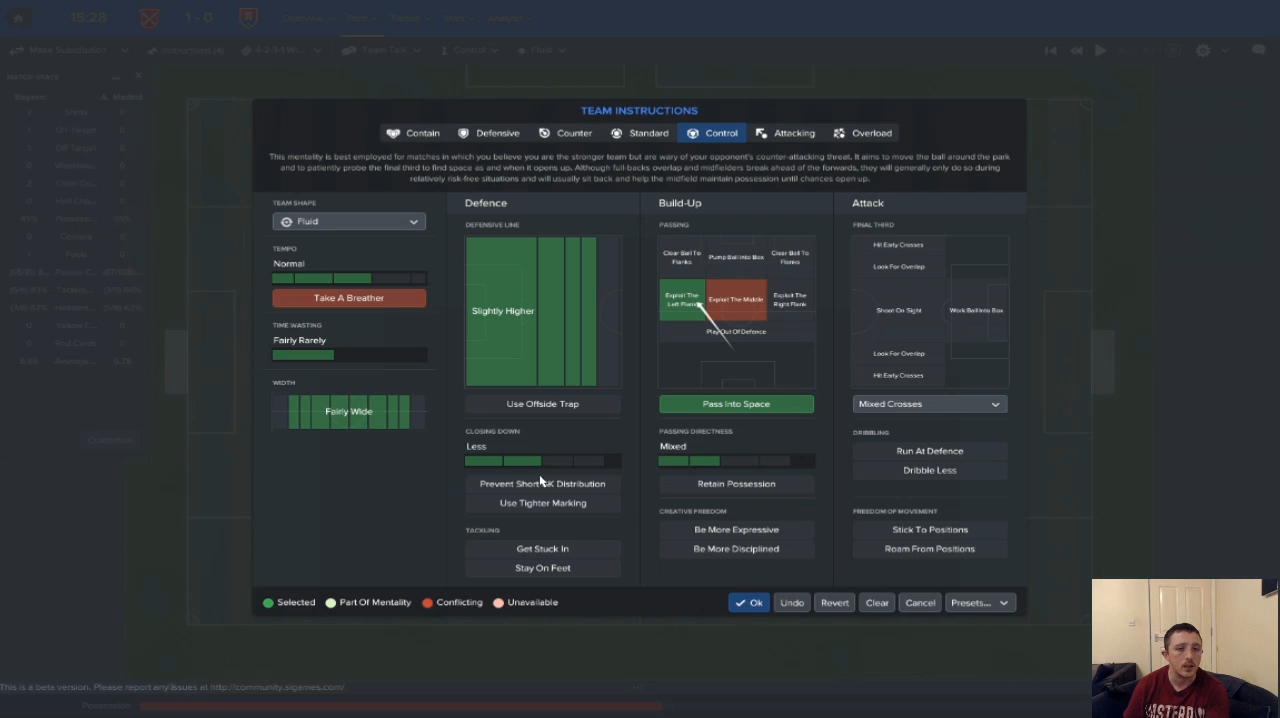 15:28
1 - 0
Make Substitution
Instructions (4)
Team Talk
Control
Fluid
TEAM INSTRUCTIONS
Contain
Defensive
Counter
Standard
Control
Attacking
Overload
This mentality is best employed for matches in which you believe you are the stronger team but are wary of your opponent's counter-attacking threat. It aims to move the ball around the park
and to patiently probe the final third to find space as and when it opens up. Although full-backs overlap and midfielders break ahead of the forwards, they will generally only do so during
relatively risk-free situations and will usually sit back and help the midfield maintain possession until chances open up.
TEAM SHAPE
Fluid
TEMPO
Normal
Take A Breather
TIME WASTING
Fairly Rarely
WIDTH
Fairly Wide
Defence
DEFENSIVE LINE
Slightly Higher
Use Offside Trap
CLOSING DOWN
Less
Prevent Short GK Distribution
Use Tighter Marking
TACKLING
Get Stuck In
Stay On Feet
Build-Up
PASSING
Clear Ball To
Flanks
Pump Ball Into Box
Clear Ball To
Flanks
Exploit The
Left Flank
Exploit The Middle
Exploit The
Right Flank
Play Out Of Defence
Pass Into Space
PASSING DIRECTNESS
Mixed
Retain Possession
CREATIVE FREEDOM
Be More Expressive
Be More Disciplined
Attack
FINAL THIRD
Hit Early Crosses
Look For Overlap
Shoot On Sight
Work Ball Into Box
Look For Overlap
Hit Early Crosses
Mixed Crosses
DRIBBLING
Run At Defence
Dribble Less
FREEDOM OF MOVEMENT
Stick To Positions
Roam From Positions
Selected
Part Of Mentality
Conflicting
Unavailable
Ok
Undo
Revert
Clear
Cancel
Presets...
This is a beta version. Please report any issues at http://community.sigames.com/
Possession